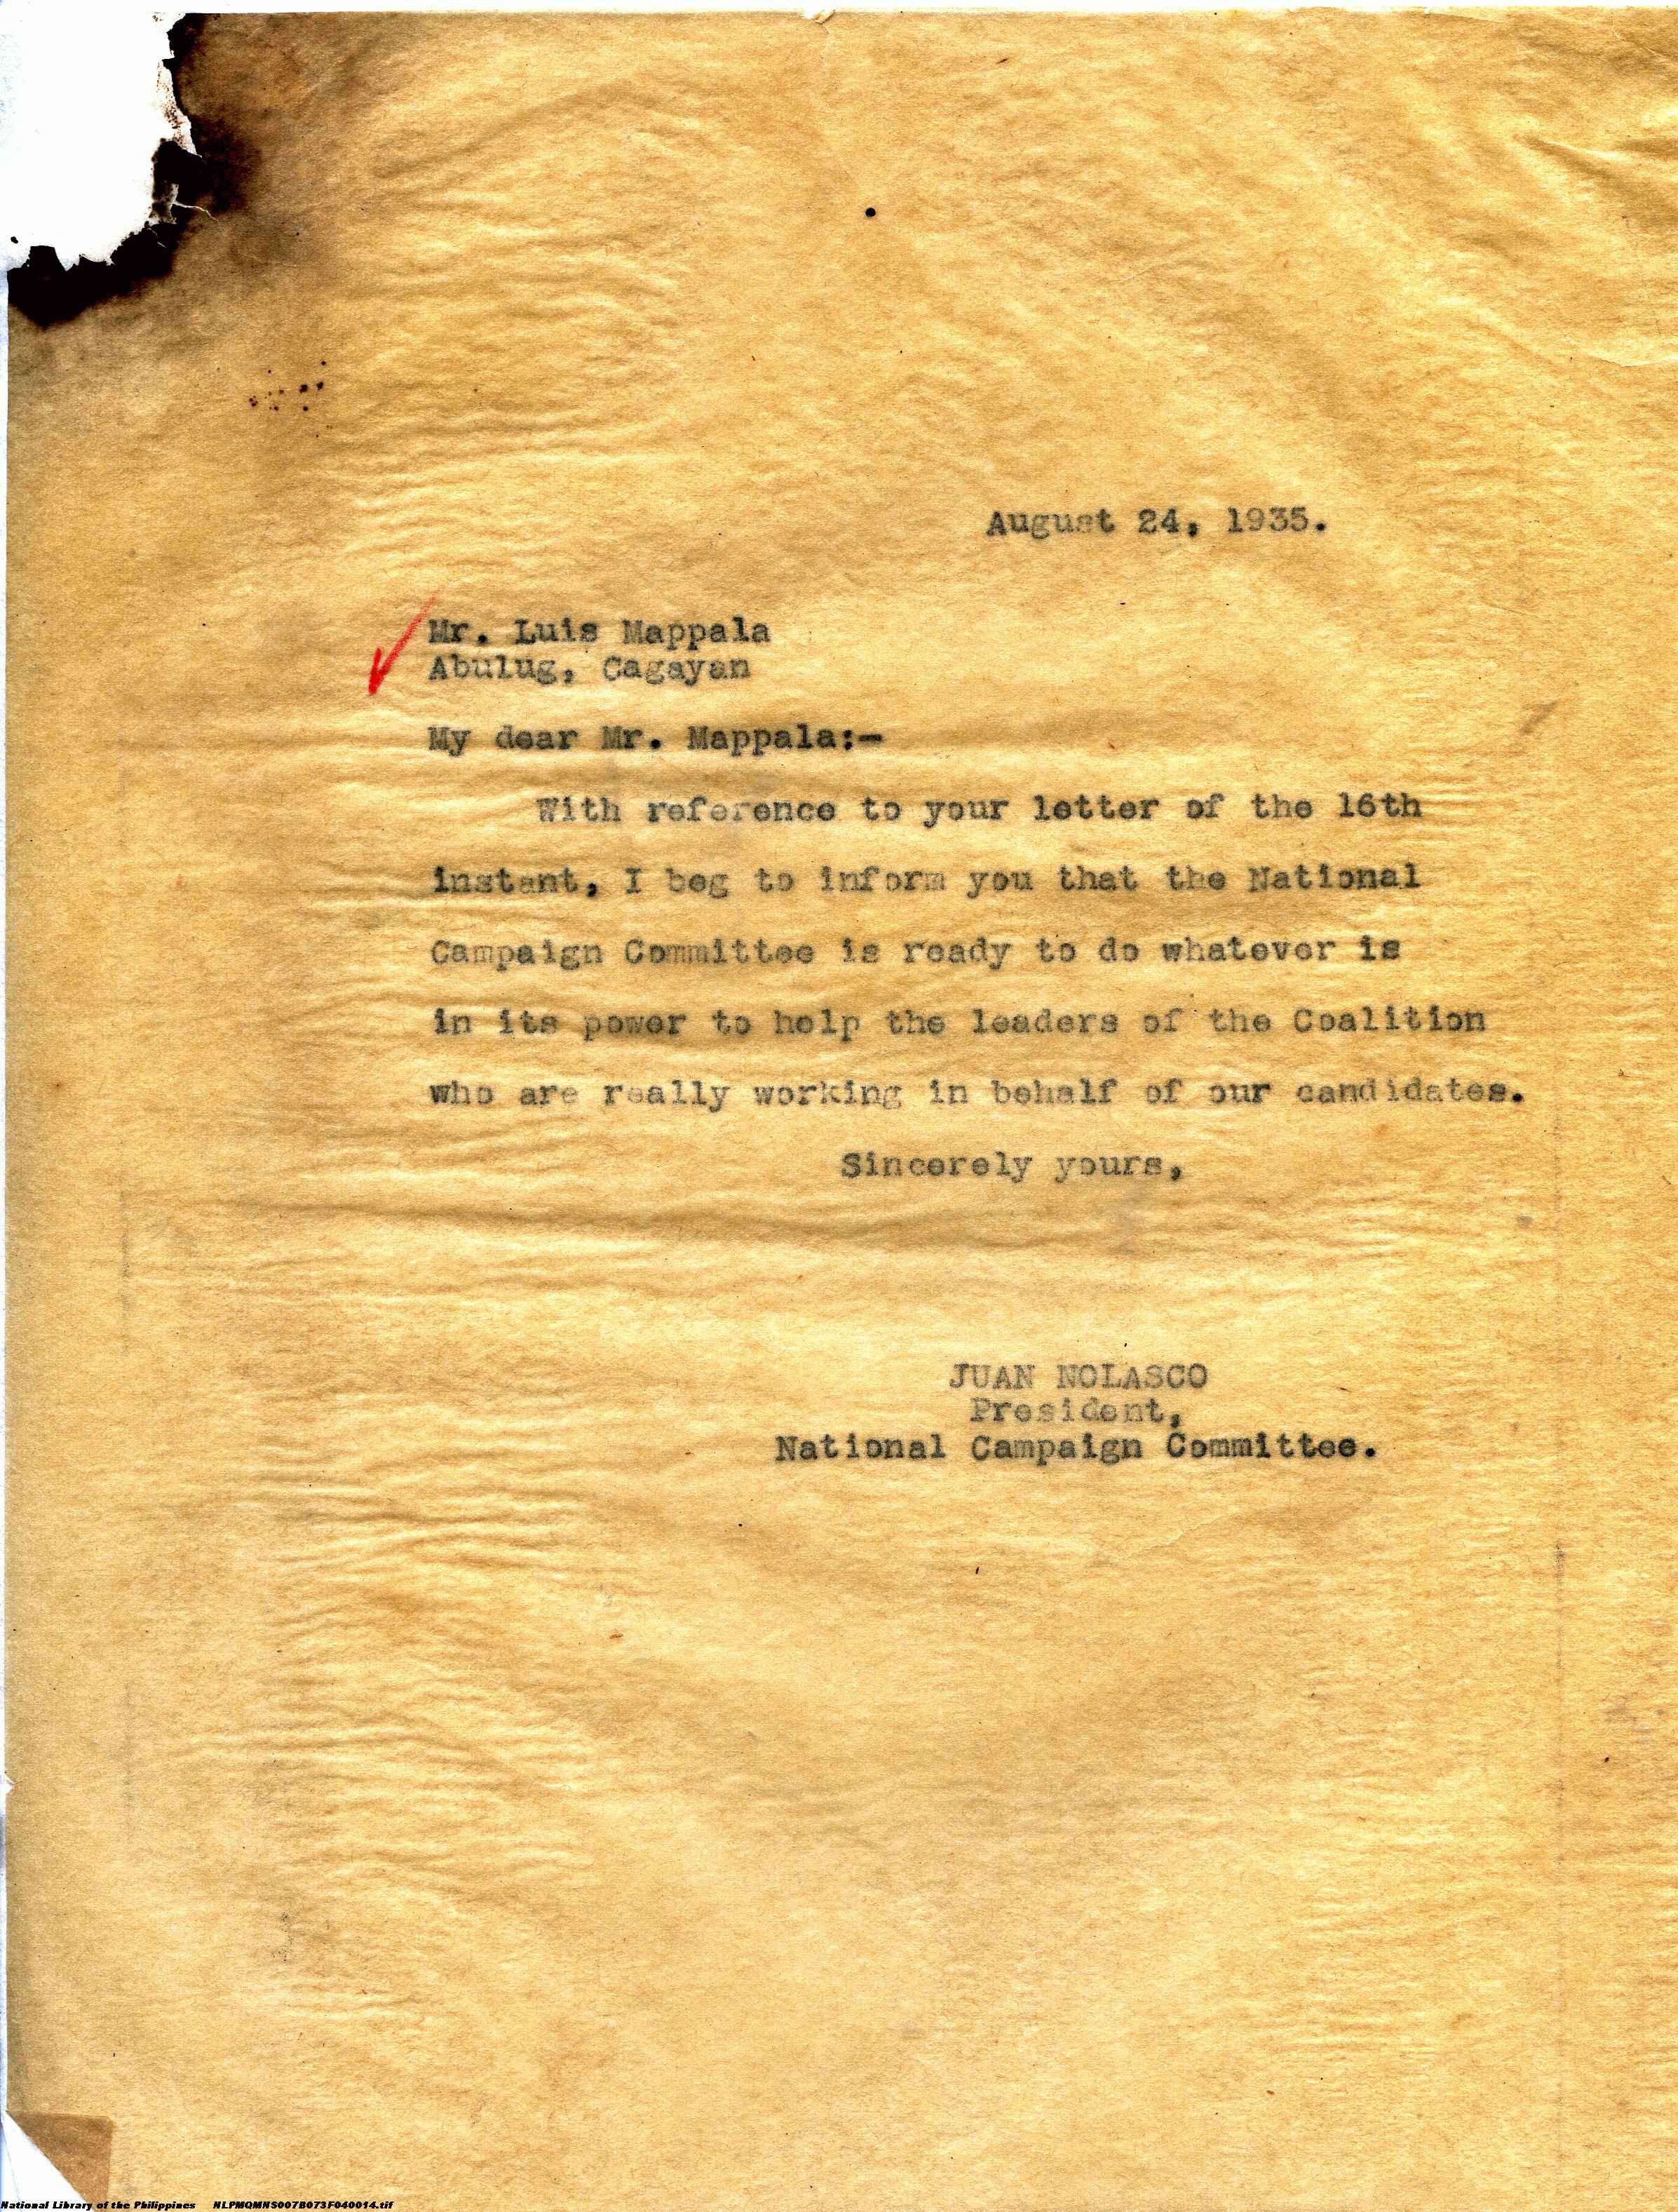 August 24, 1935.
Mr. Luis Mappala
Abulug, Cagayan
My dear Mr. Mappala:-
With reference to your letter of the 16th
instant, I beg to inform you that the National
Campaign Committee is ready to do whatever is
in its power to help the leaders of the Coalition
who are really working in behalf of our candidates.
Sincerely yours,
JUAN NOLASCO
President,
National Campaign Committee.
National Library of the Philippines NLPMQMNS007B073F040014.tif